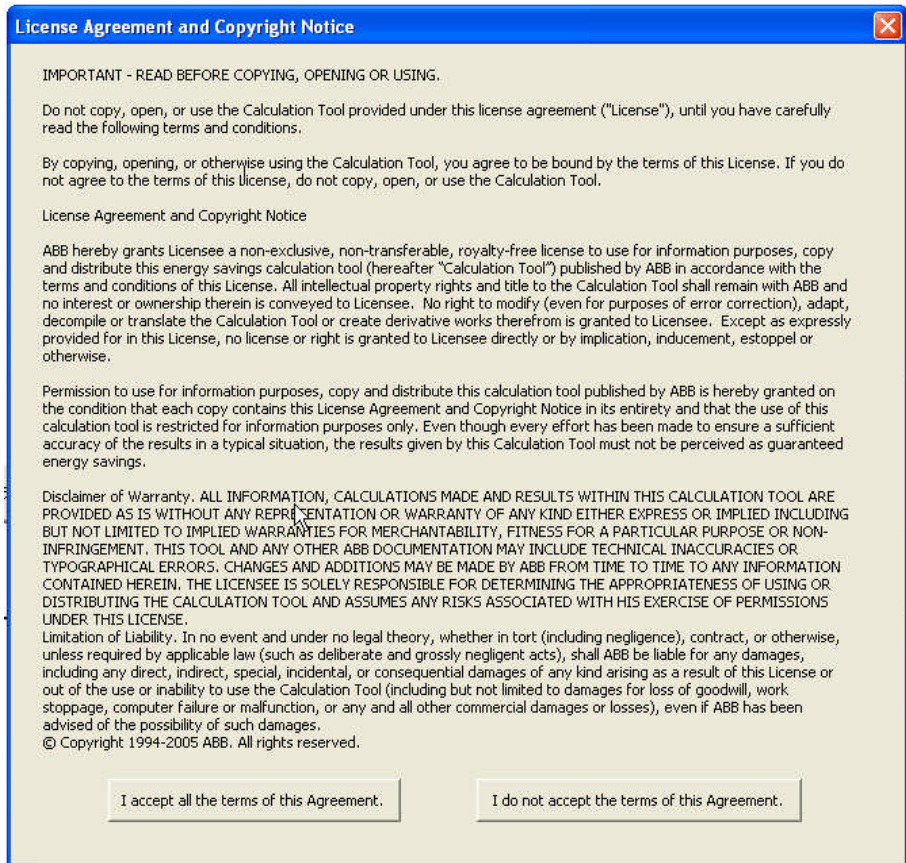 License Agreement and Copyright Notice
IMPORTANT - READ BEFORE COPYING, OPENING OR USING.
Do not copy, open, or use the Calculation Tool provided under this license agreement ("License"), until you have carefully
read the following terms and conditions.
By copying, opening, or otherwise using the Calculation Tool, you agree to be bound by the terms of this License. If you do
not agree to the terms of this license, do not copy, open, or use the Calculation Tool.
License Agreement and Copyright Notice
ABB hereby grants Licensee a non-exclusive, non-transferable, royalty-free license to use for information purposes, copy
and distribute this energy savings calculation tool (hereafter “Calculation Tool”) published by ABB in accordance with the
terms and conditions of this License. All intellectual property rights and title to the Calculation Tool shall remain with ABB and
no interest or ownership therein is conveyed to Licensee.  No right to modify (even for purposes of error correction), adapt,
decompile or translate the Calculation Tool or create derivative works therefrom is granted to Licensee.  Except as expressly
provided for in this License, no license or right is granted to Licensee directly or by implication, inducement, estoppel or
otherwise.
Permission to use for information purposes, copy and distribute this calculation tool published by ABB is hereby granted on
the condition that each copy contains this License Agreement and Copyright Notice in its entirety and that the use of this
calculation tool is restricted for information purposes only. Even though every effort has been made to ensure a sufficient
accuracy of the results in a typical situation, the results given by this Calculation Tool must not be perceived as guaranteed
energy savings.
Disclaimer of Warranty. ALL INFORMATION, CALCULATIONS MADE AND RESULTS WITHIN THIS CALCULATION TOOL ARE
PROVIDED AS IS WITHOUT ANY REPRESENTATION OR WARRANTY OF ANY KIND EITHER EXPRESS OR IMPLIED INCLUDING
BUT NOT LIMITED TO IMPLIED WARRANTIES FOR MERCHANTABILITY, FITNESS FOR A PARTICULAR PURPOSE OR NON-
INFRINGEMENT. THIS TOOL AND ANY OTHER ABB DOCUMENTATION MAY INCLUDE TECHNICAL INACCURACIES OR
TYPOGRAPHICAL ERRORS. CHANGES AND ADDITIONS MAY BE MADE BY ABB FROM TIME TO TIME TO ANY INFORMATION
CONTAINED HEREIN. THE LICENSEE IS SOLELY RESPONSIBLE FOR DETERMINING THE APPROPRIATENESS OF USING OR
DISTRIBUTING THE CALCULATION TOOL AND ASSUMES ANY RISKS ASSOCIATED WITH HIS EXERCISE OF PERMISSIONS
UNDER THIS LICENSE.
Limitation of Liability. In no event and under no legal theory, whether in tort (including negligence), contract, or otherwise,
unless required by applicable law (such as deliberate and grossly negligent acts), shall ABB be liable for any damages,
including any direct, indirect, special, incidental, or consequential damages of any kind arising as a result of this License or
out of the use or inability to use the Calculation Tool (including but not limited to damages for loss of goodwill, work
stoppage, computer failure or malfunction, or any and all other commercial damages or losses), even if ABB has been
advised of the possibility of such damages.
© Copyright 1994-2005 ABB. All rights reserved.
I accept all the terms of this Agreement.
I do not accept the terms of this Agreement.